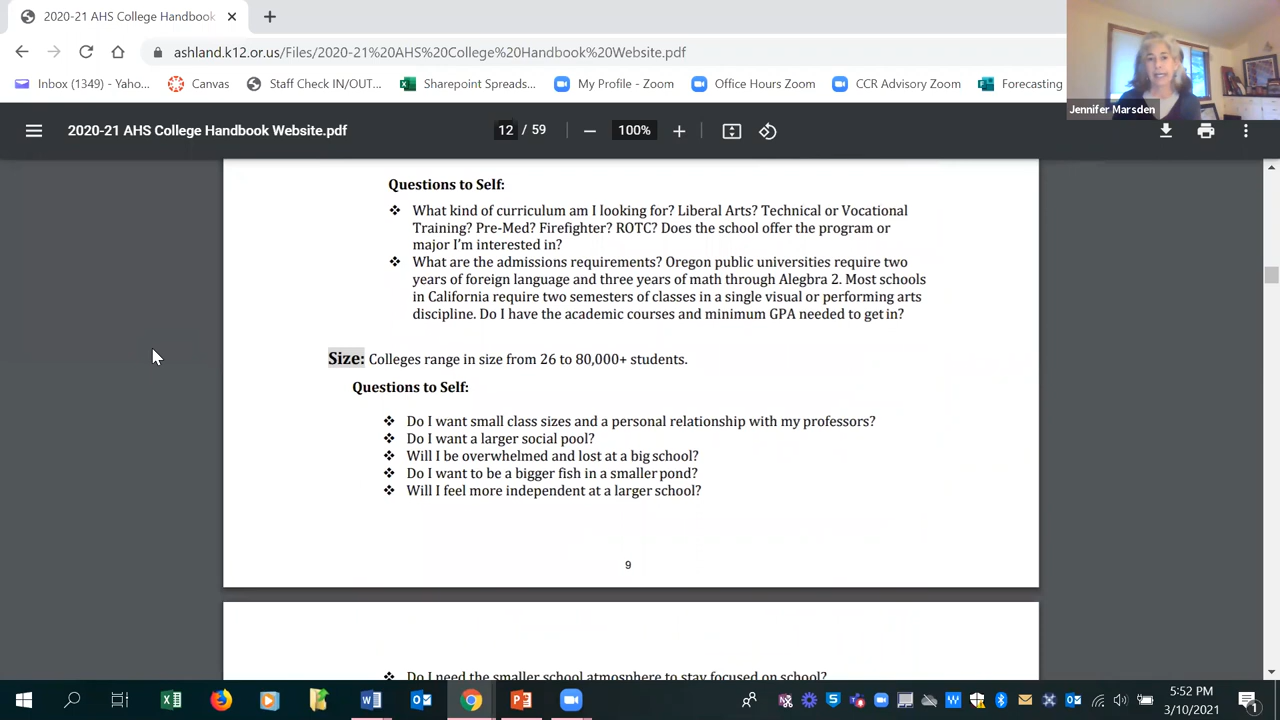 2020-21 AHS College Handbook
ashland.k12.or.us/Files/2020-21%20AHS%20College%20Handbook%20Website.pdf
Inbox (1349) - Yaho... Canvas Staff Check IN/OUT... Sharepoint Spreads... My Profile - Zoom Office Hours Zoom CCR Advisory Zoom Forecasting
Jennifer Marsden
2020-21 AHS College Handbook Website.pdf 12 / 59 100%
Questions to Self:
❖ What kind of curriculum am I looking for? Liberal Arts? Technical or Vocational
Training? Pre-Med? Firefighter? ROTC? Does the school offer the program or
major I'm interested in?
❖ What are the admissions requirements? Oregon public universities require two
years of foreign language and three years of math through Alegbra 2. Most schools
in California require two semesters of classes in a single visual or performing arts
discipline. Do I have the academic courses and minimum GPA needed to get in?
Size: Colleges range in size from 26 to 80,000+ students.
Questions to Self:
❖ Do I want small class sizes and a personal relationship with my professors?
❖ Do I want a larger social pool?
❖ Will I be overwhelmed and lost at a big school?
❖ Do I want to be a bigger fish in a smaller pond?
❖ Will I feel more independent at a larger school?
9
❖ Do I need the smaller school atmosphere to stay focused on school?
5:52 PM
3/10/2021